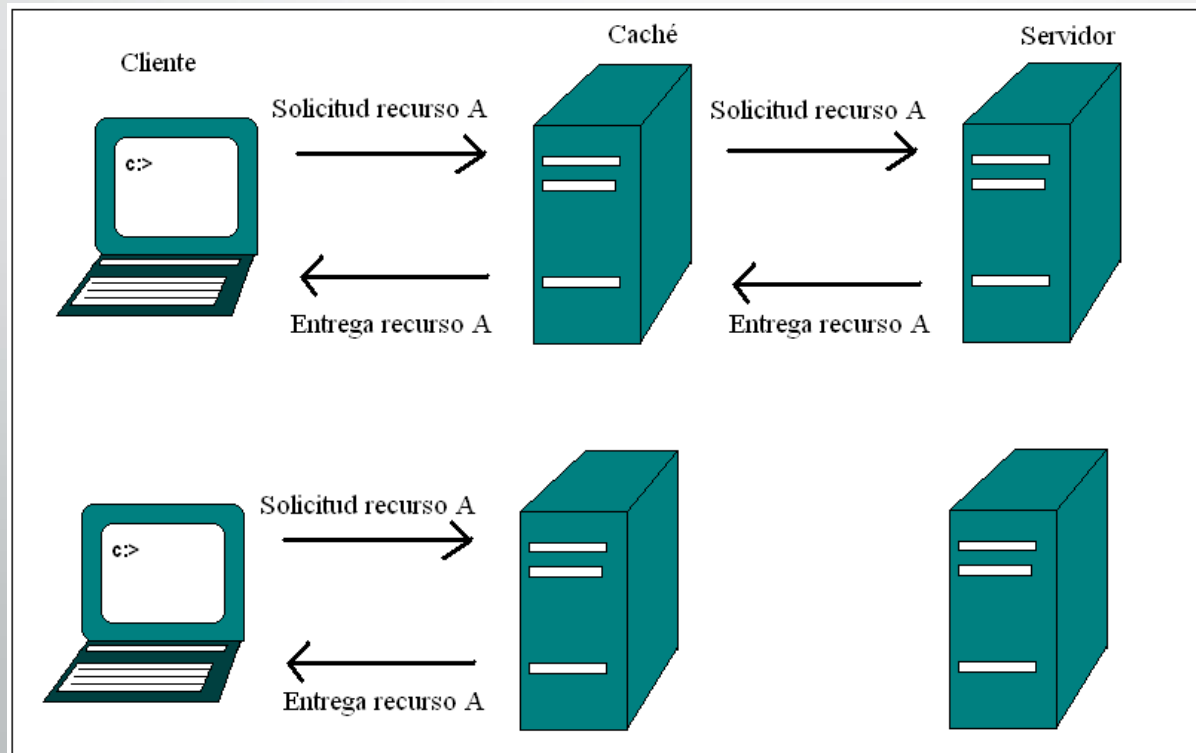 Cliente
Caché
Servidor
Solicitud recurso A
Solicitud recurso A
c:>
Entrega recurso A
Entrega recurso A
Solicitud recurso A
c:>
Entrega recurso A